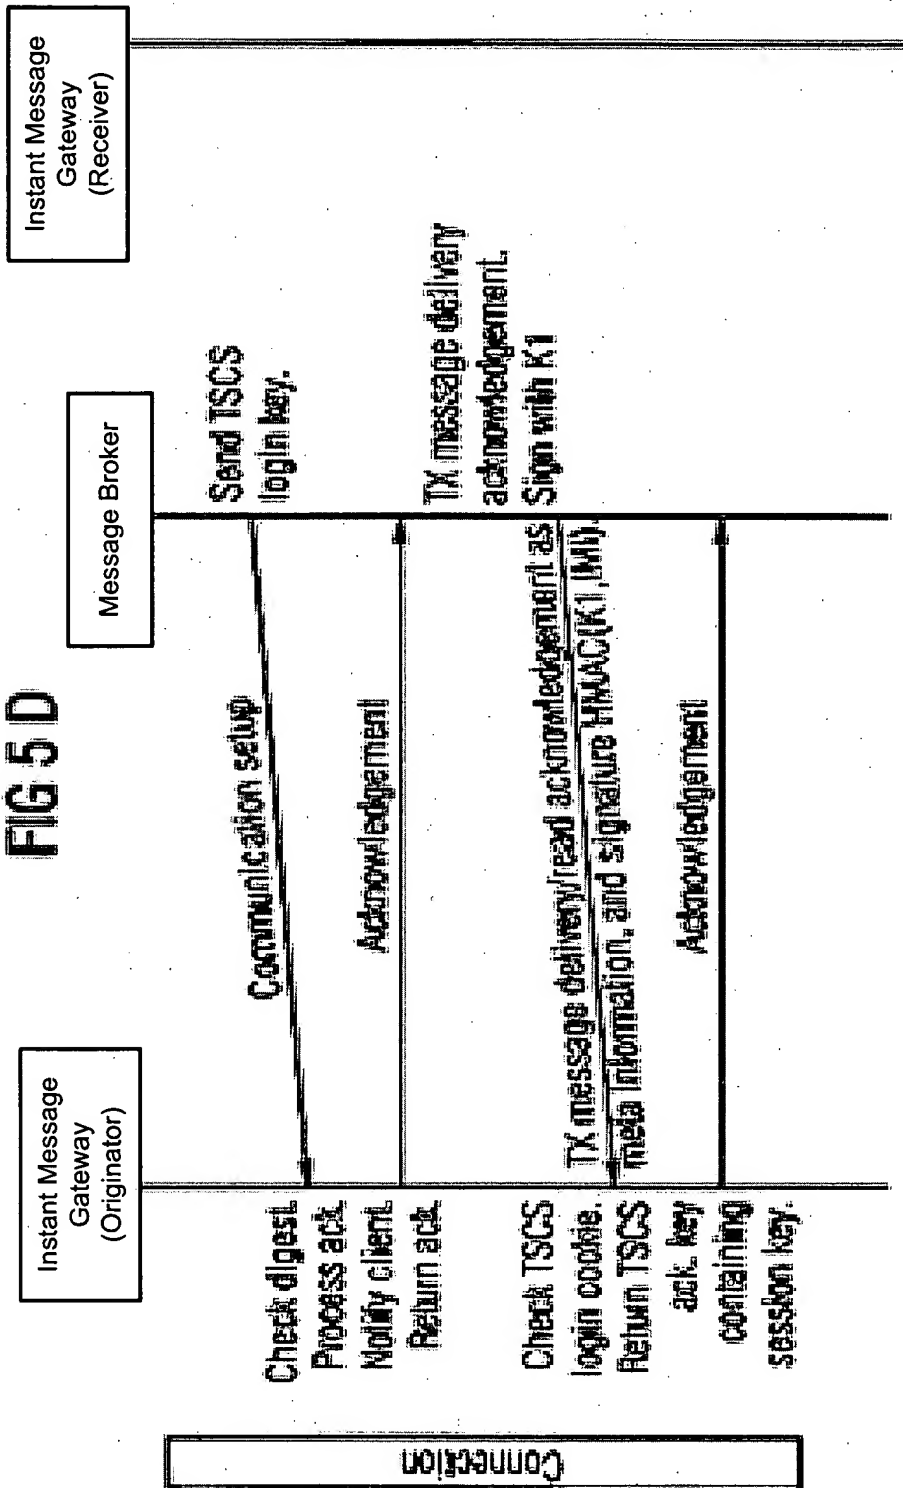 FIG 5 D
Instant Message
Gateway
(Originator)
Message Broker
Instant Message
Gateway
(Receiver)
Connection
Send TSCS
login key.
Communication setup
Check digest.
Process ack.
Notify client.
Return ack.
Acknowledgement
TX message delivery
acknowledgement.
Sign with K1
TX message delivery/read acknowledgement as
meta information, and signature HMAC(K1,IMI).
Check TSCS
login cookie.
Return TSCS
ack. key
containing
session key.
Acknowledgement